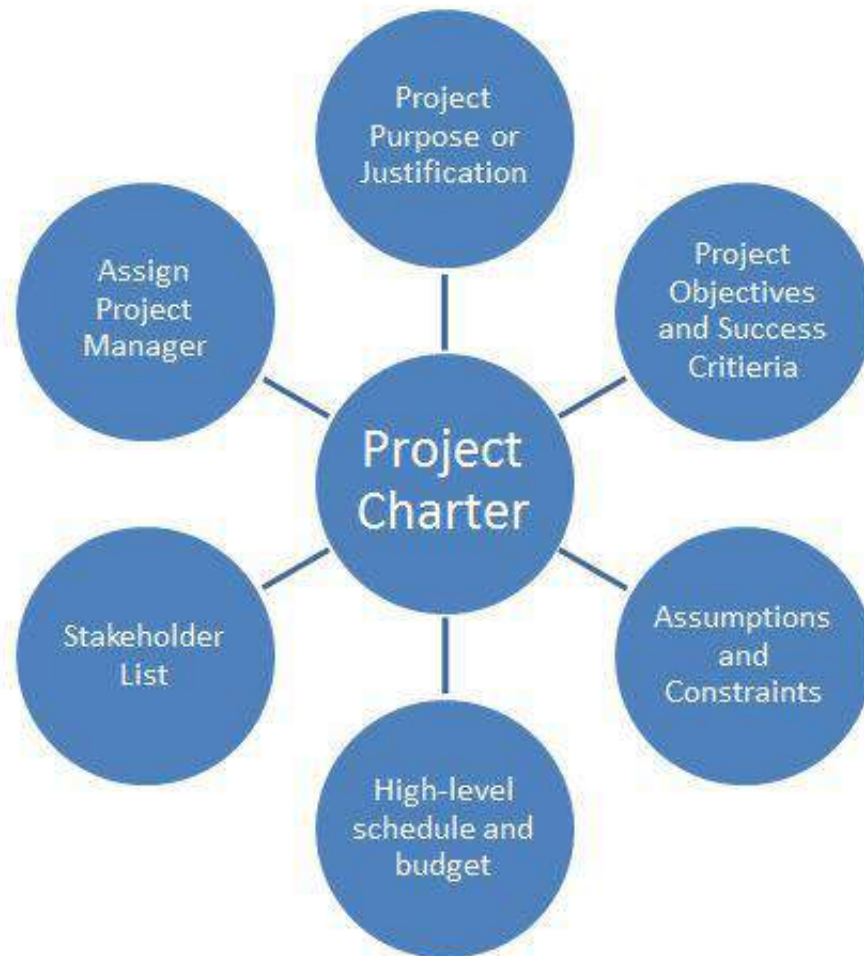 Project
Purpose or
Justification
Project
Objectives
and Success
Critieria
Assumptions
and
Constraints
High-level
schedule and
budget
Stakeholder
List
Assign
Project
Manager
Project
Charter